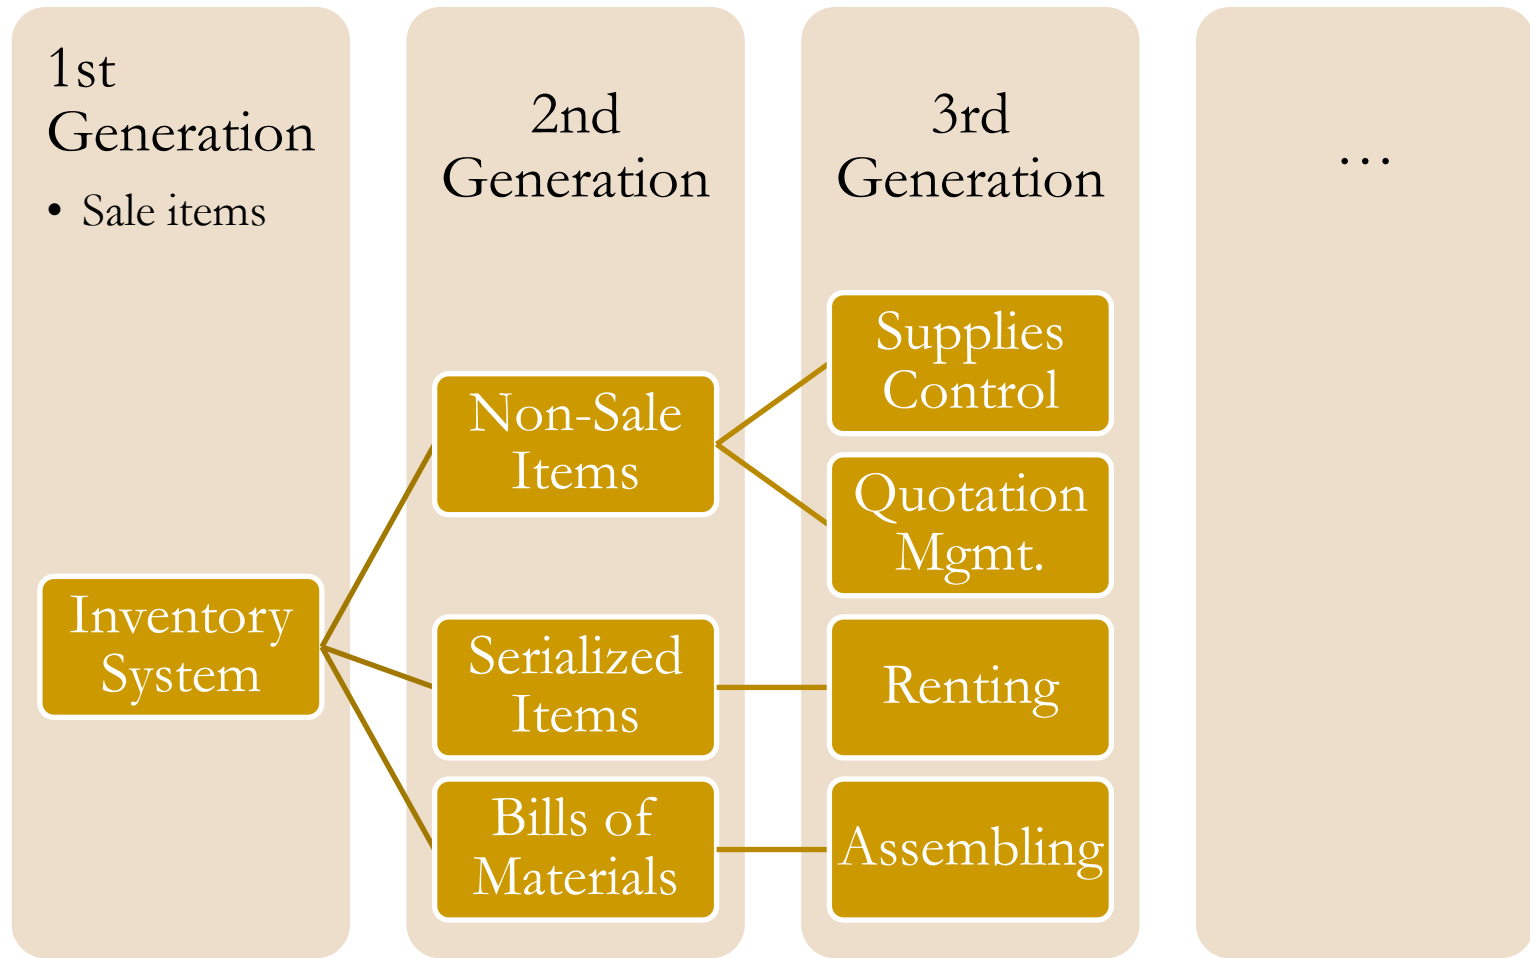 1st
Generation
• Sale items
2nd
Generation
3rd
Generation
…
Inventory
System
Non-Sale
Items
Serialized
Items
Bills of
Materials
Supplies
Control
Quotation
Mgmt.
Renting
Assembling